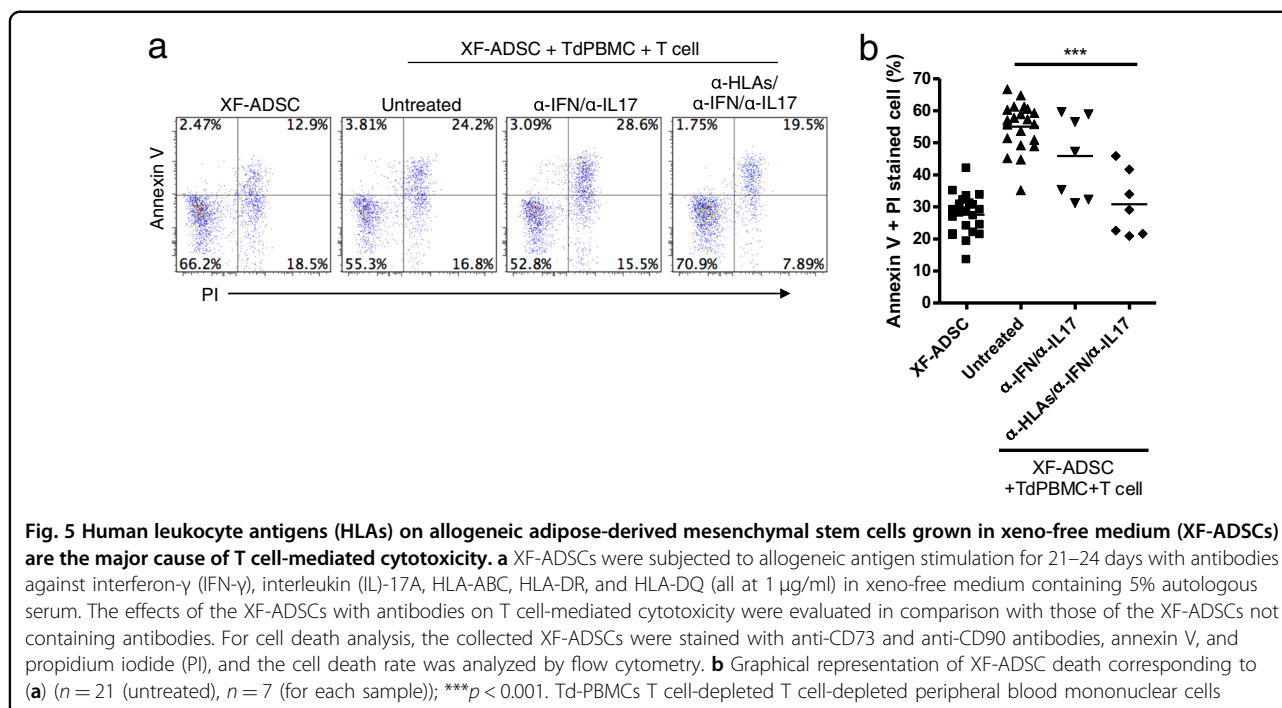 a
XF-ADSC + TdPBMC + T cell
XF-ADSC
Untreated
α-IFN/α-IL17
α-HLAs/
α-IFN/α-IL17
2.47% 12.9%
3.81% 24.2%
3.09% 28.6%
1.75% 19.5%
Annexin V
66.2% 18.5%
55.3% 16.8%
52.8% 15.5%
70.9% 7.89%
PI
b
***
Annexin V + PI stained cell (%)
70
60
50
40
30
20
10
0
XF-ADSC
Untreated
α-IFN/α-IL17
α-HLAs/α-IFN/α-IL17
XF-ADSC
+TdPBMC+T cell
Fig. 5 Human leukocyte antigens (HLAs) on allogeneic adipose-derived mesenchymal stem cells grown in xeno-free medium (XF-ADSCs)
are the major cause of T cell-mediated cytotoxicity. a XF-ADSCs were subjected to allogeneic antigen stimulation for 21–24 days with antibodies
against interferon-γ (IFN-γ), interleukin (IL)-17A, HLA-ABC, HLA-DR, and HLA-DQ (all at 1 µg/ml) in xeno-free medium containing 5% autologous
serum. The effects of the XF-ADSCs with antibodies on T cell-mediated cytotoxicity were evaluated in comparison with those of the XF-ADSCs not
containing antibodies. For cell death analysis, the collected XF-ADSCs were stained with anti-CD73 and anti-CD90 antibodies, annexin V, and
propidium iodide (PI), and the cell death rate was analyzed by flow cytometry. b Graphical representation of XF-ADSC death corresponding to
(a) (n = 21 (untreated), n = 7 (for each sample)); ***p < 0.001. Td-PBMCs T cell-depleted T cell-depleted peripheral blood mononuclear cells